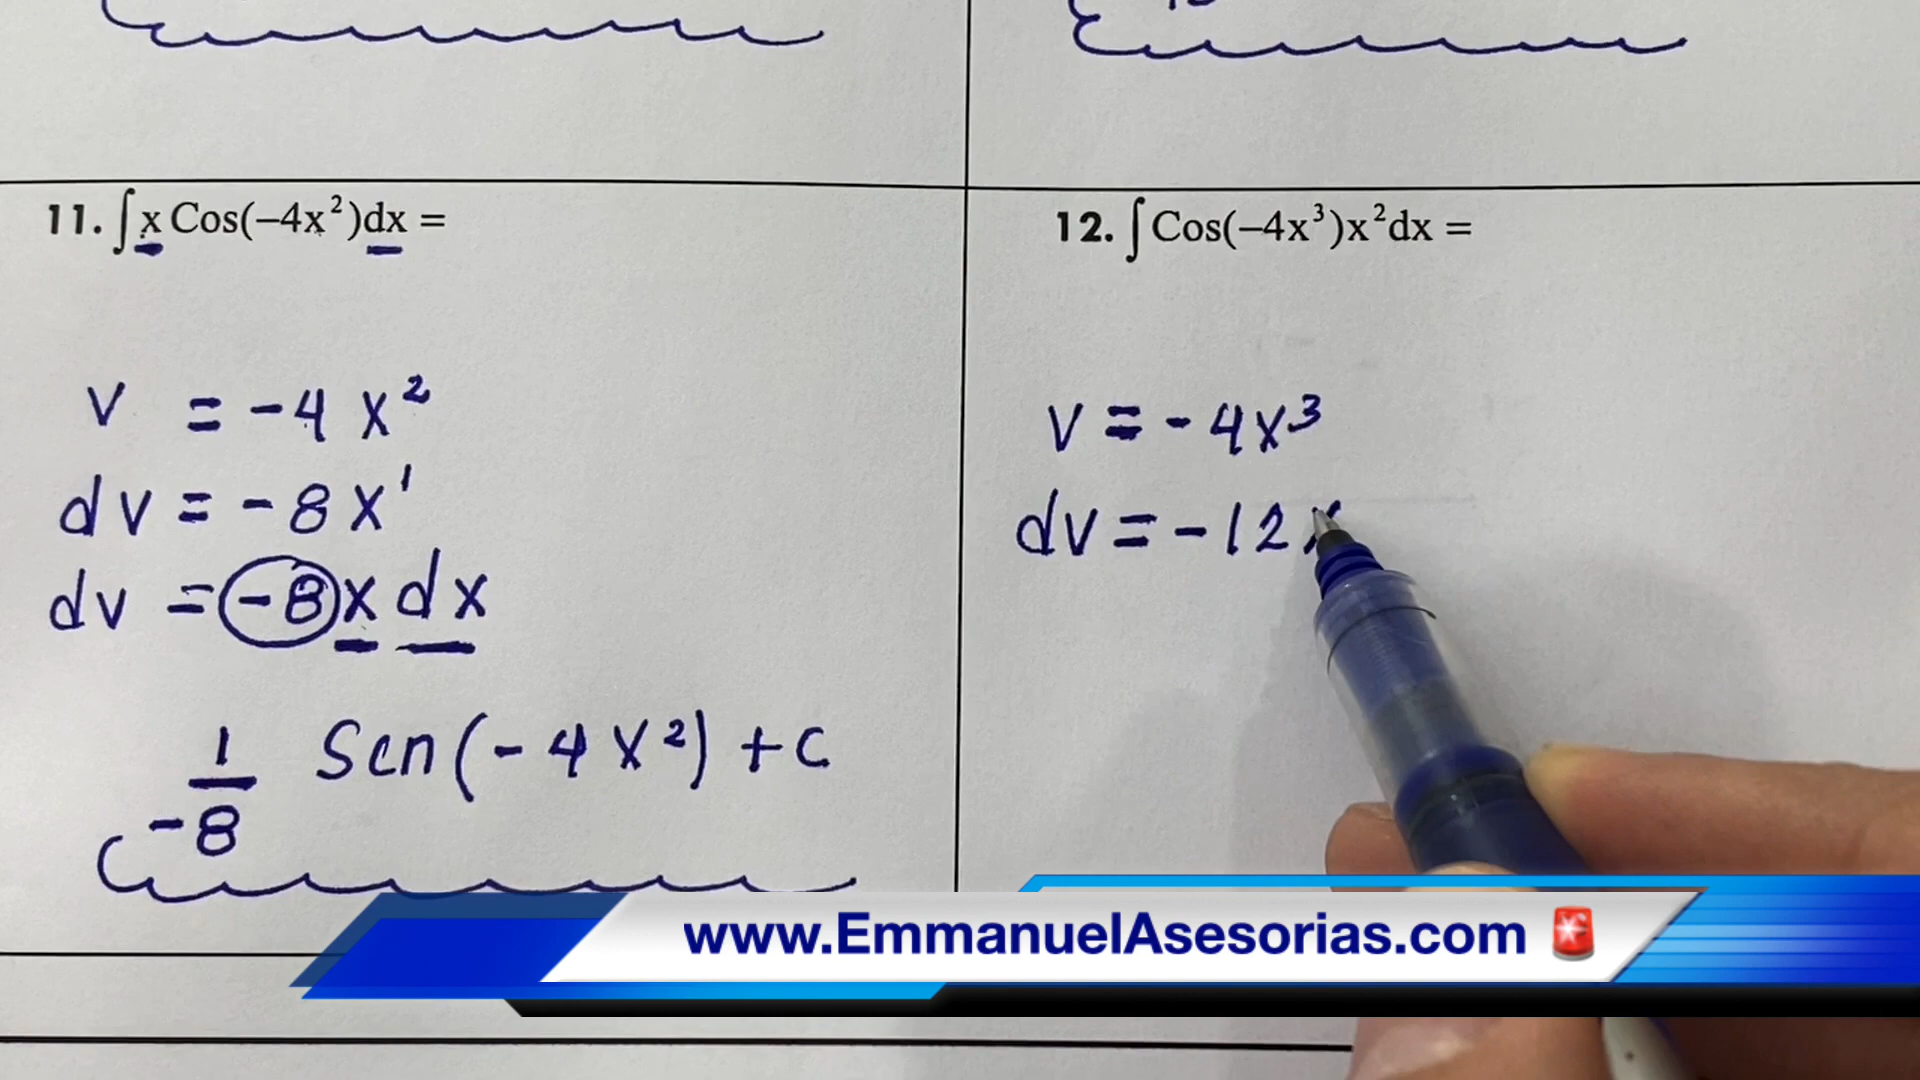 11. ∫x Cos(–4x²)dx =
v = -4x²
dv = -8x¹
dv = -8x dx
1/-8 Sen(-4x²) + C
12. ∫Cos(–4x³)x²dx =
v = -4x³
dv = -12x
www.EmmanuelAsesorias.com